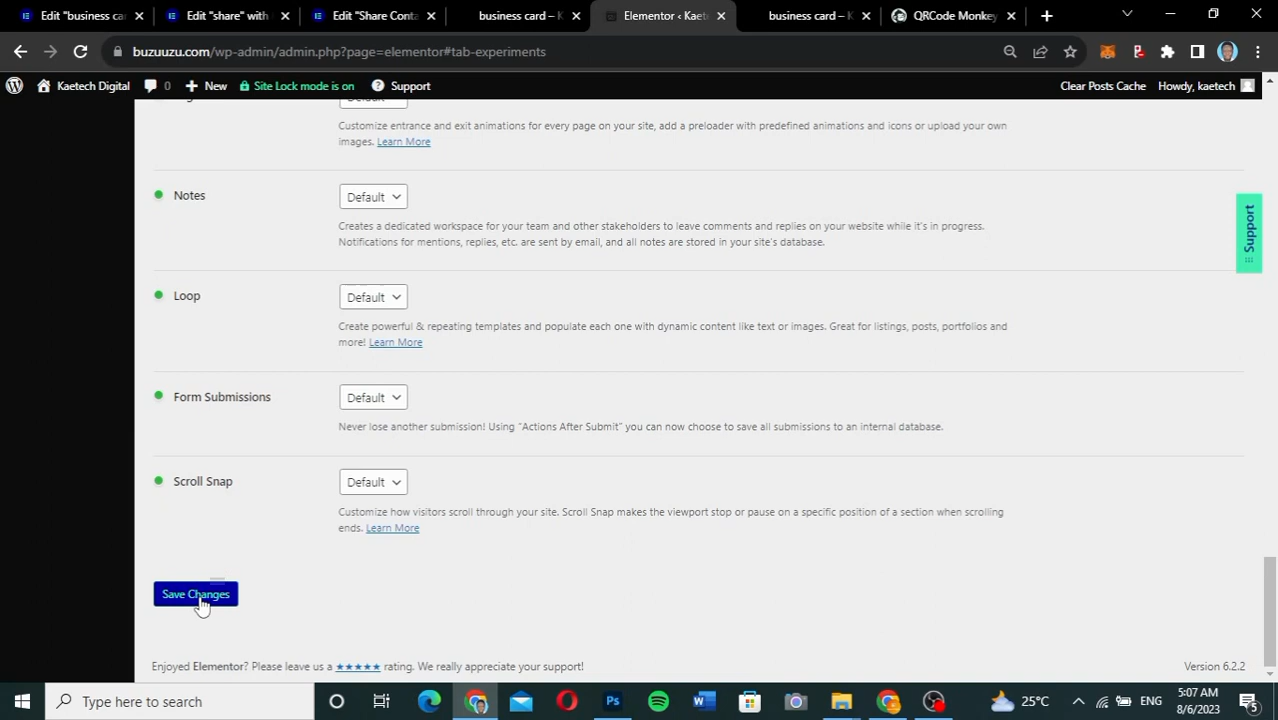 Edit "business ca
Edit "share" with
Edit "Share Conta
business card – K
Elementor ‹ Kaet
business card – K
QRCode Monkey
buzuuzu.com/wp-admin/admin.php?page=elementor#tab-experiments
Kaetech Digital
0
New
Site Lock mode is on
Support
Clear Posts Cache
Howdy, kaetech
Default
Customize entrance and exit animations for every page on your site, add a preloader with predefined animations and icons or upload your own
images. Learn More
Notes
Default
Creates a dedicated workspace for your team and other stakeholders to leave comments and replies on your website while it's in progress.
Notifications for mentions, replies, etc. are sent by email, and all notes are stored in your site's database.
Support
Loop
Default
Create powerful & repeating templates and populate each one with dynamic content like text or images. Great for listings, posts, portfolios and
more! Learn More
Form Submissions
Default
Never lose another submission! Using "Actions After Submit" you can now choose to save all submissions to an internal database.
Scroll Snap
Default
Customize how visitors scroll through your site. Scroll Snap makes the viewport stop or pause on a specific position of a section when scrolling
ends. Learn More
Save Changes
Enjoyed Elementor? Please leave us a ★★★★★ rating. We really appreciate your support!
Version 6.2.2
Type here to search
25°C
ENG
5:07 AM
8/6/2023
5